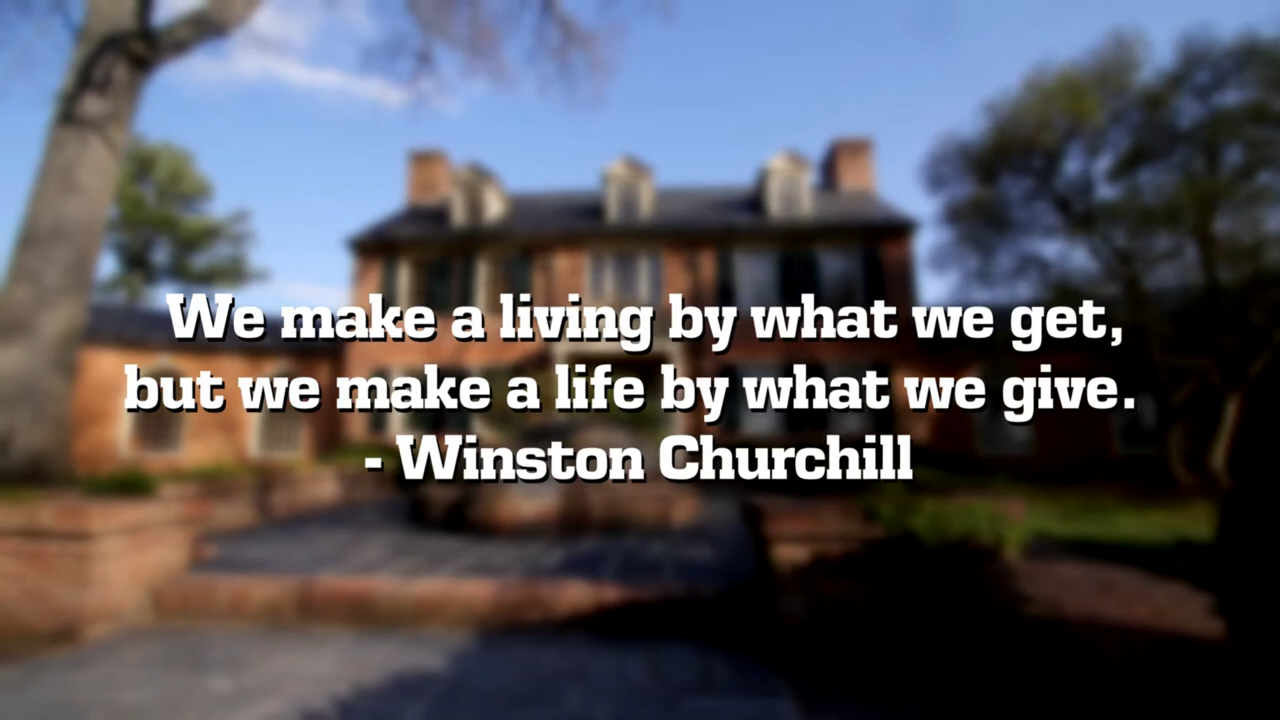 We make a living by what we get,
but we make a life by what we give.
- Winston Churchill